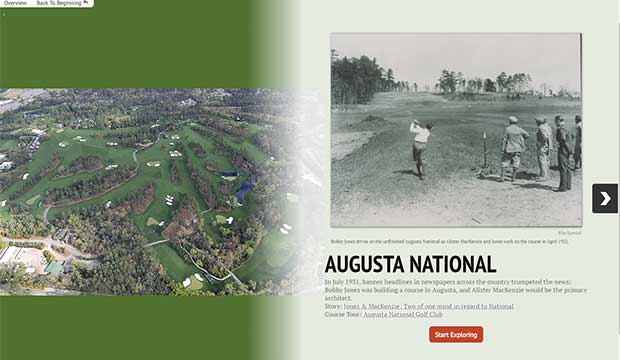 Overview Back To Beginning
File/Special
Bobby Jones drives on the unfinished Augusta National as Alister MacKenzie and Jones work on the course in April 1932.
AUGUSTA NATIONAL
In July 1931, banner headlines in newspapers across the country trumpeted the news:
Bobby Jones was building a course in Augusta, and Alister MacKenzie would be the primary
architect.
Story: Jones & MacKenzie: Two of one mind in regard to National
Course Tour: Augusta National Golf Club
Start Exploring